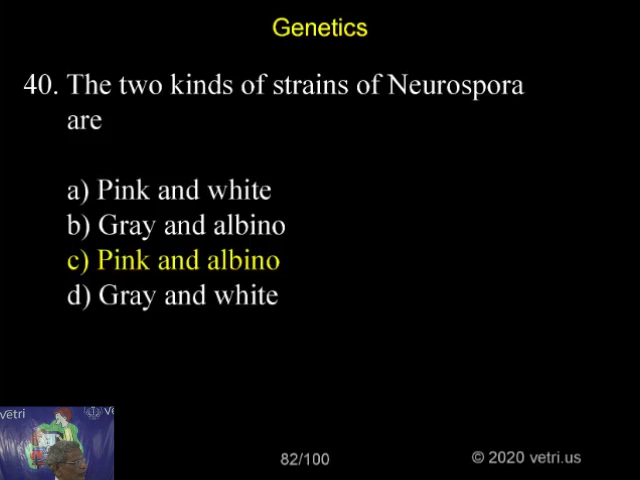 Genetics
40. The two kinds of strains of Neurospora
are
a) Pink and white
b) Gray and albino
c) Pink and albino
d) Gray and white
Vetri
82/100
© 2020 vetri.us